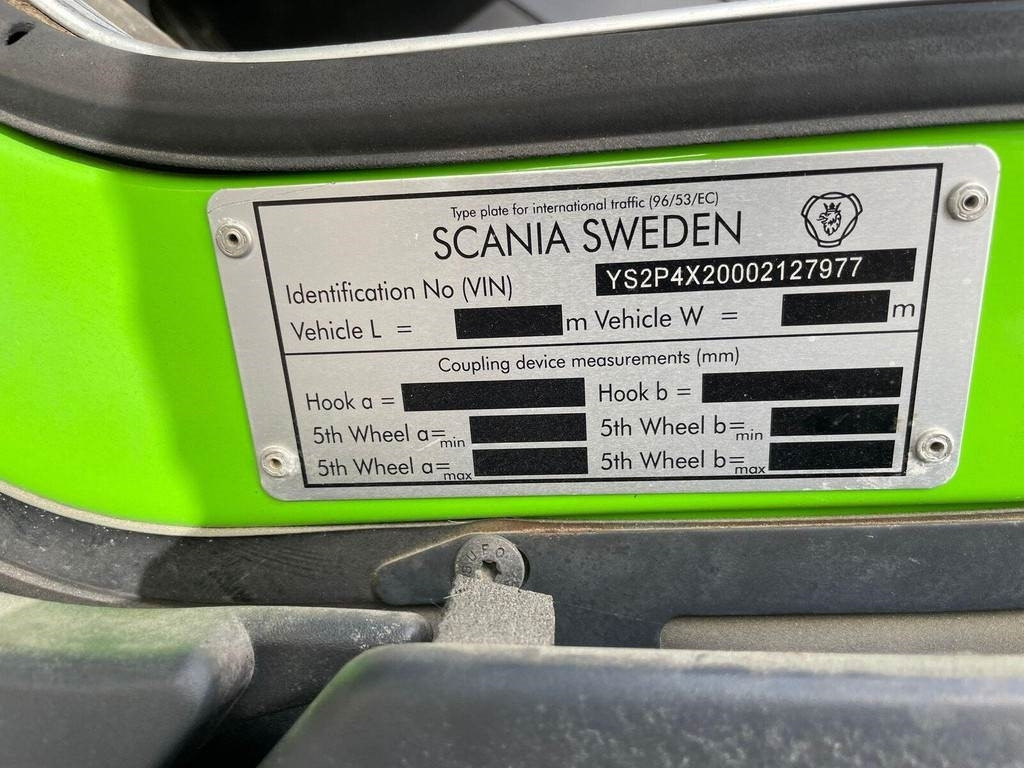 Type plate for international traffic (96/53/EC)
SCANIA SWEDEN
Identification No (VIN) YS2P4X20002127977
Vehicle L = m Vehicle W = m
Coupling device measurements (mm)
Hook a = Hook b =
5th Wheel a=min 5th Wheel b=min
5th Wheel a=max 5th Wheel b=max